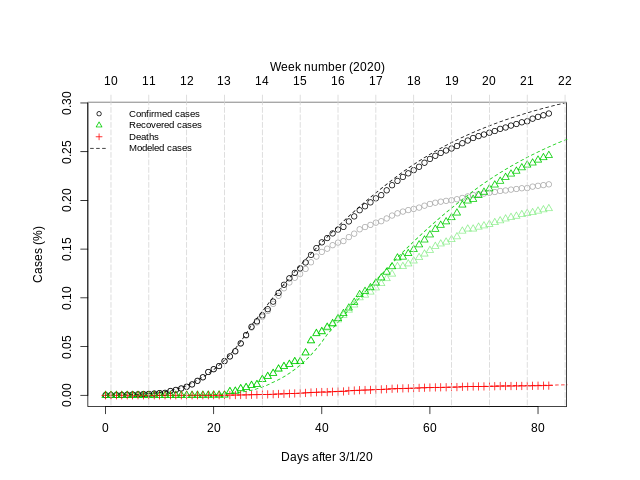 Week number (2020)
10 11 12 13 14 15 16 17 18 19 20 21 22
Confirmed cases
Recovered cases
Deaths
Modeled cases
Cases (%)
0.30
0.25
0.20
0.15
0.10
0.05
0.00
0 20 40 60 80
Days after 3/1/20